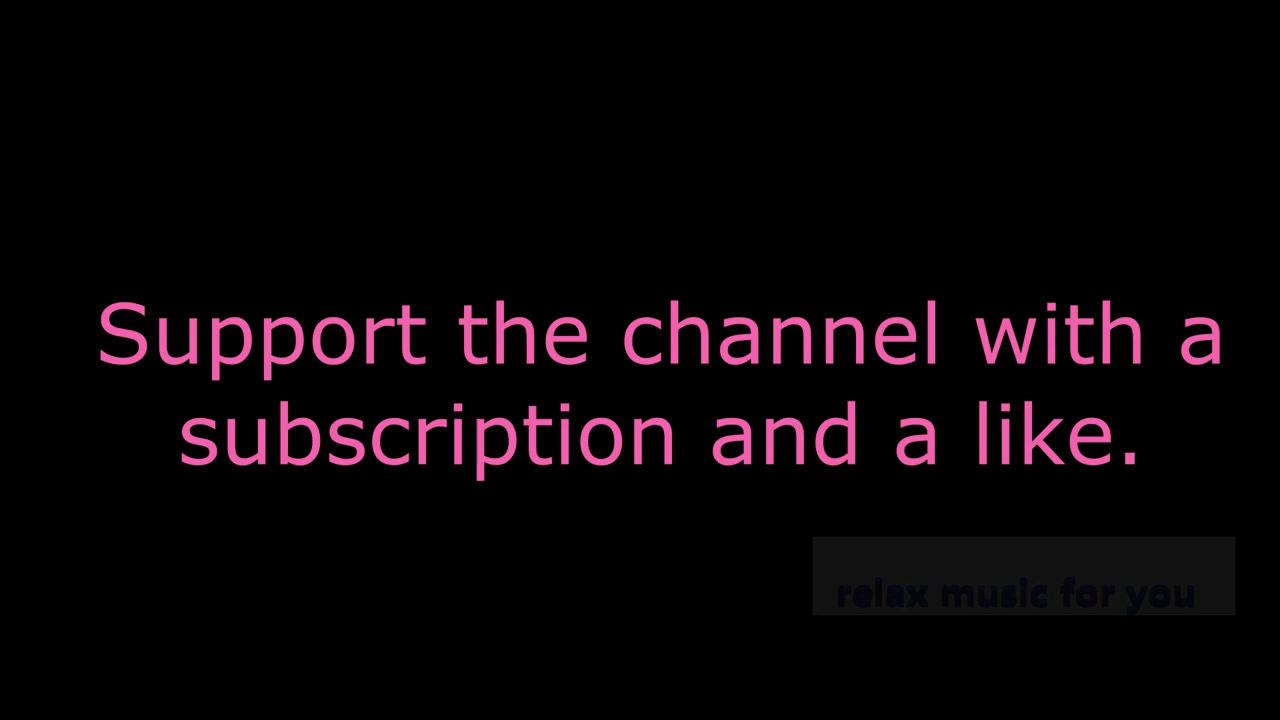 Support the channel with a
subscription and a like.
relax music for you